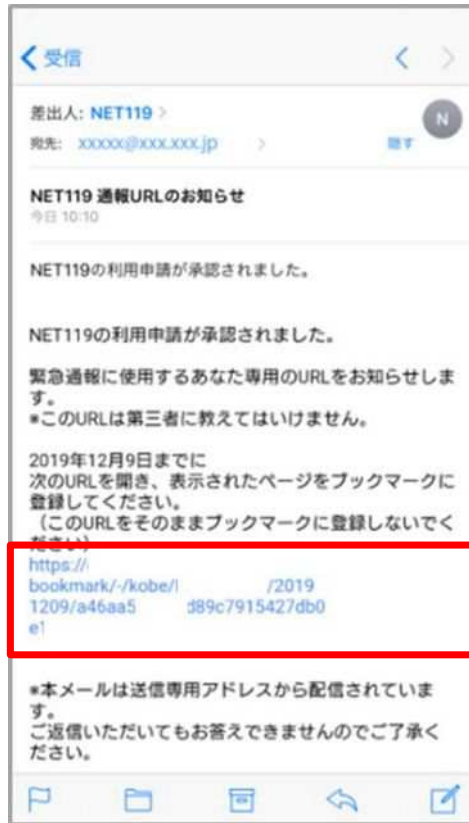 受信
差出人: NET119
宛先: xxxxx@xxx.xxx.jp
隠す
N
NET119 通報URLのお知らせ
今日 10:10
NET119の利用申請が承認されました。
NET119の利用申請が承認されました。
緊急通報に使用するあなた専用のURLをお知らせしま
す。
*このURLは第三者に教えてはいけません。
2019年12月9日までに
次のURLを開き、表示されたページをブックマークに
登録してください。
（このURLをそのままブックマークに登録しないでく
ださい）
https://
bookmark/-/kobe/ /2019
1209/a46aa5 d89c7915427db0
*本メールは送信専用アドレスから配信されていま
す。
ご返信いただいてもお答えできませんのでご了承く
ださい。